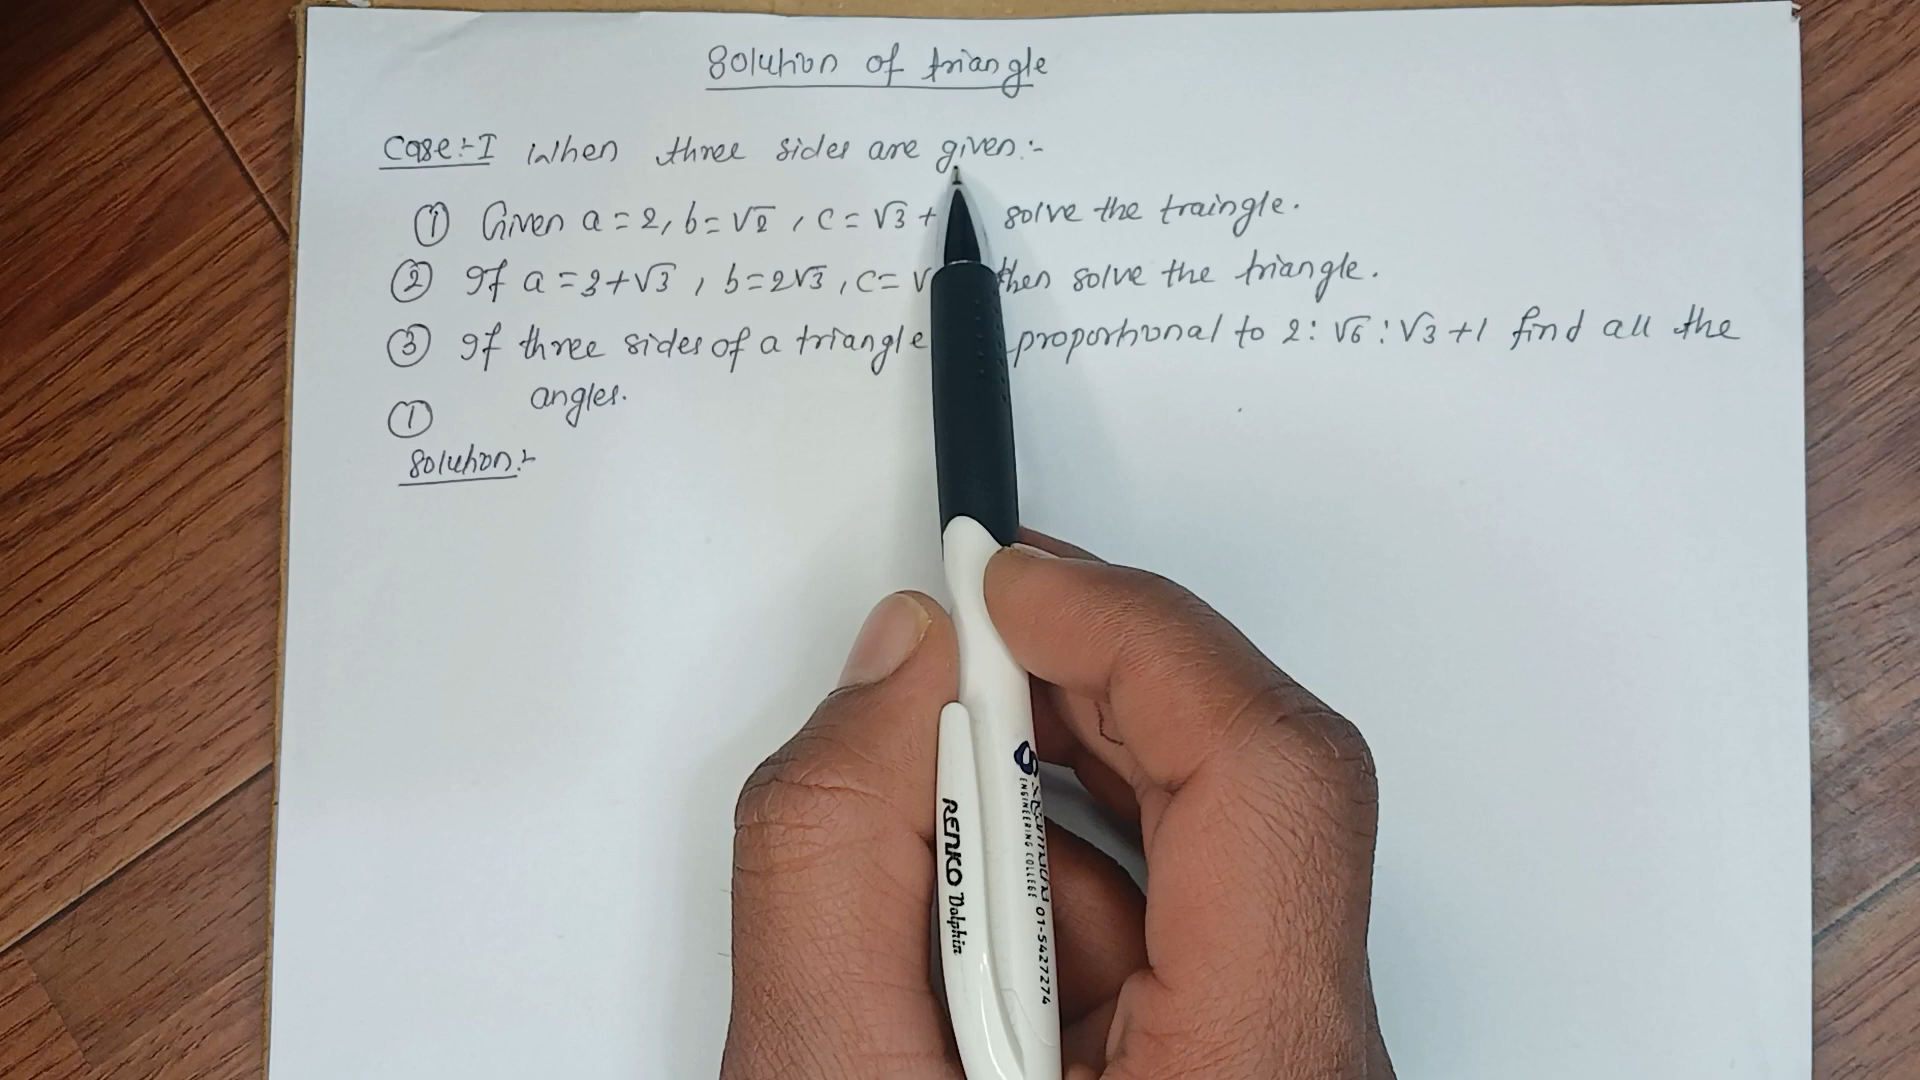 Solution of triangle
Case:-I When three sides are given:-
① Given a = 2, b = √2, c = √3 + solve the traingle.
② If a = 3+√3, b = 2√3, c = √ then solve the triangle.
③ If three sides of a triangle proportional to 2 : √6 : √3 +1 find all the
angles.
①
Solution:-
RENKO Dolphin
ENGINEERING COLLEGE
01-5427274